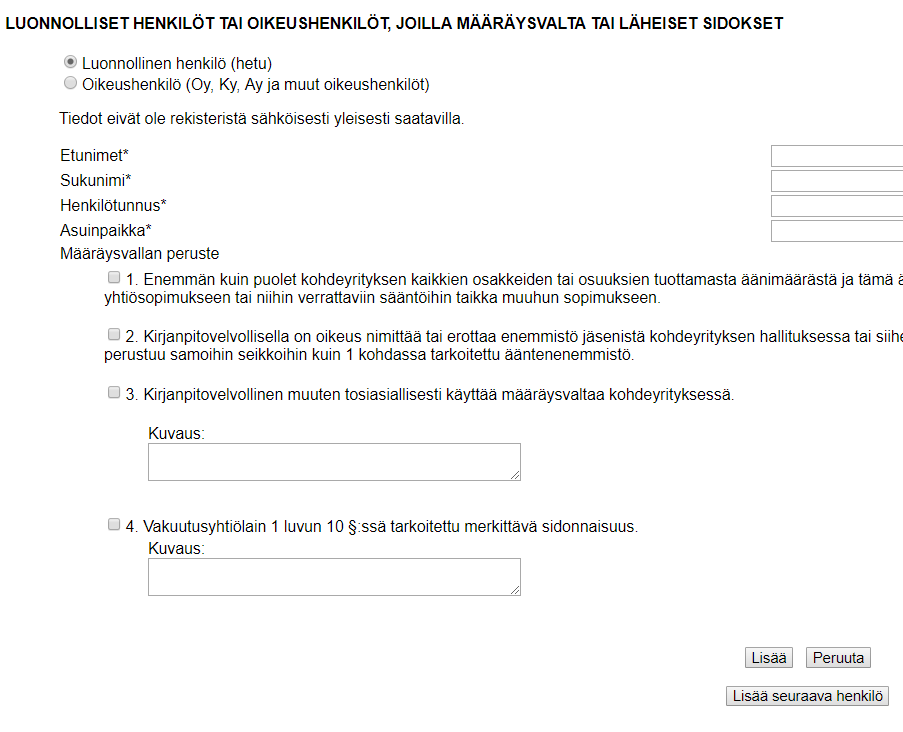 LUONNOLLISET HENKILÖT TAI OIKEUSHENKILÖT, JOILLA MÄÄRÄYSVALTA TAI LÄHEISET SIDOKSET
Luonnollinen henkilö (hetu)
Oikeushenkilö (Oy, Ky, Ay ja muut oikeushenkilöt)
Tiedot eivät ole rekisteristä sähköisesti yleisesti saatavilla.
Etunimet*
Sukunimi*
Henkilötunnus*
Asuinpaikka*
Määräysvallan peruste
1. Enemmän kuin puolet kohdeyrityksen kaikkien osakkeiden tai osuuksien tuottamasta äänimäärästä ja tämä
yhtiösopimukseen tai niihin verrattaviin sääntöihin taikka muuhun sopimukseen.
2. Kirjanpitovelvollisella on oikeus nimittää tai erottaa enemmistö jäsenistä kohdeyrityksen hallituksessa tai
perustuu samoihin seikkoihin kuin 1 kohdassa tarkoitettu ääntenenemmistö.
3. Kirjanpitovelvollinen muuten tosiasiallisesti käyttää määräysvaltaa kohdeyrityksessä.
Kuvaus:
4. Vakuutusyhtiölain 1 luvun 10 §:ssä tarkoitettu merkittävä sidonnaisuus.
Kuvaus:
Lisää Peruuta
Lisää seuraava henkilö